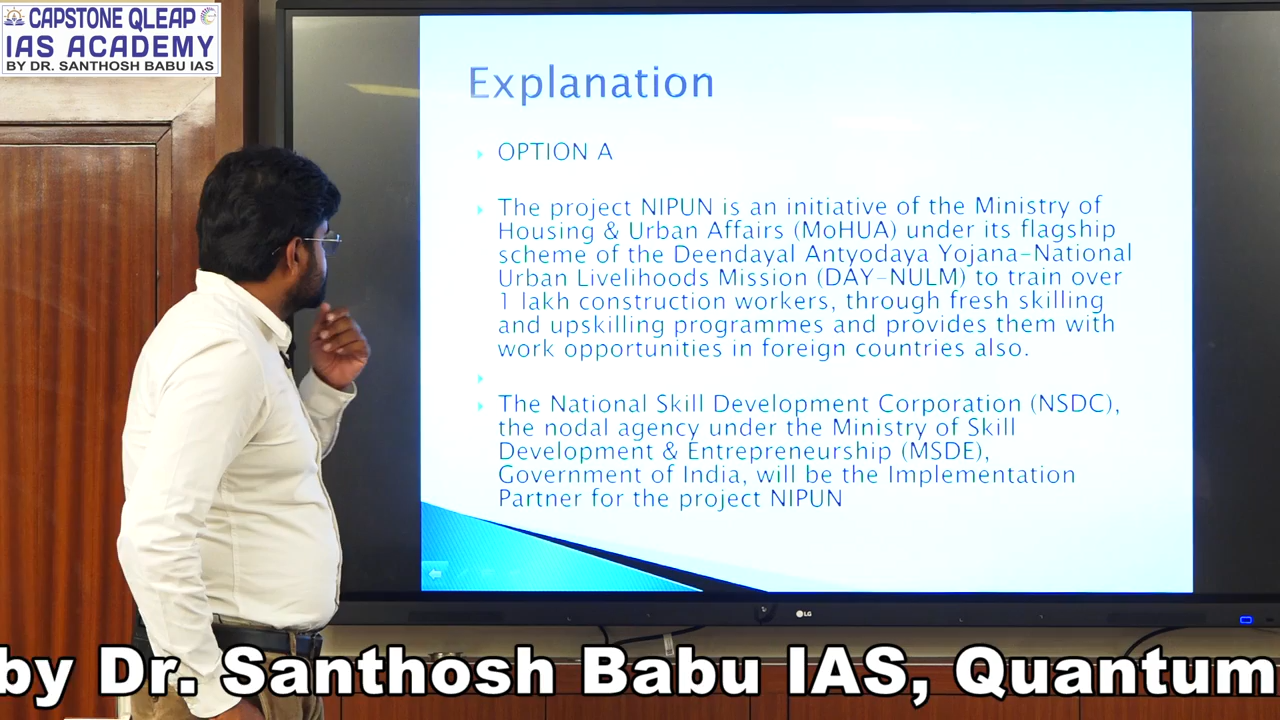 CAPSTONE QLEAP
IAS ACADEMY
BY DR. SANTHOSH BABU IAS
Explanation
OPTION A
The project NIPUN is an initiative of the Ministry of
Housing & Urban Affairs (MoHUA) under its flagship
scheme of the Deendayal Antyodaya Yojana-National
Urban Livelihoods Mission (DAY-NULM) to train over
1 lakh construction workers, through fresh skilling
and upskilling programmes and provides them with
work opportunities in foreign countries also.
The National Skill Development Corporation (NSDC),
the nodal agency under the Ministry of Skill
Development & Entrepreneurship (MSDE),
Government of India, will be the Implementation
Partner for the project NIPUN
LG
by Dr. Santhosh Babu IAS, Quantum